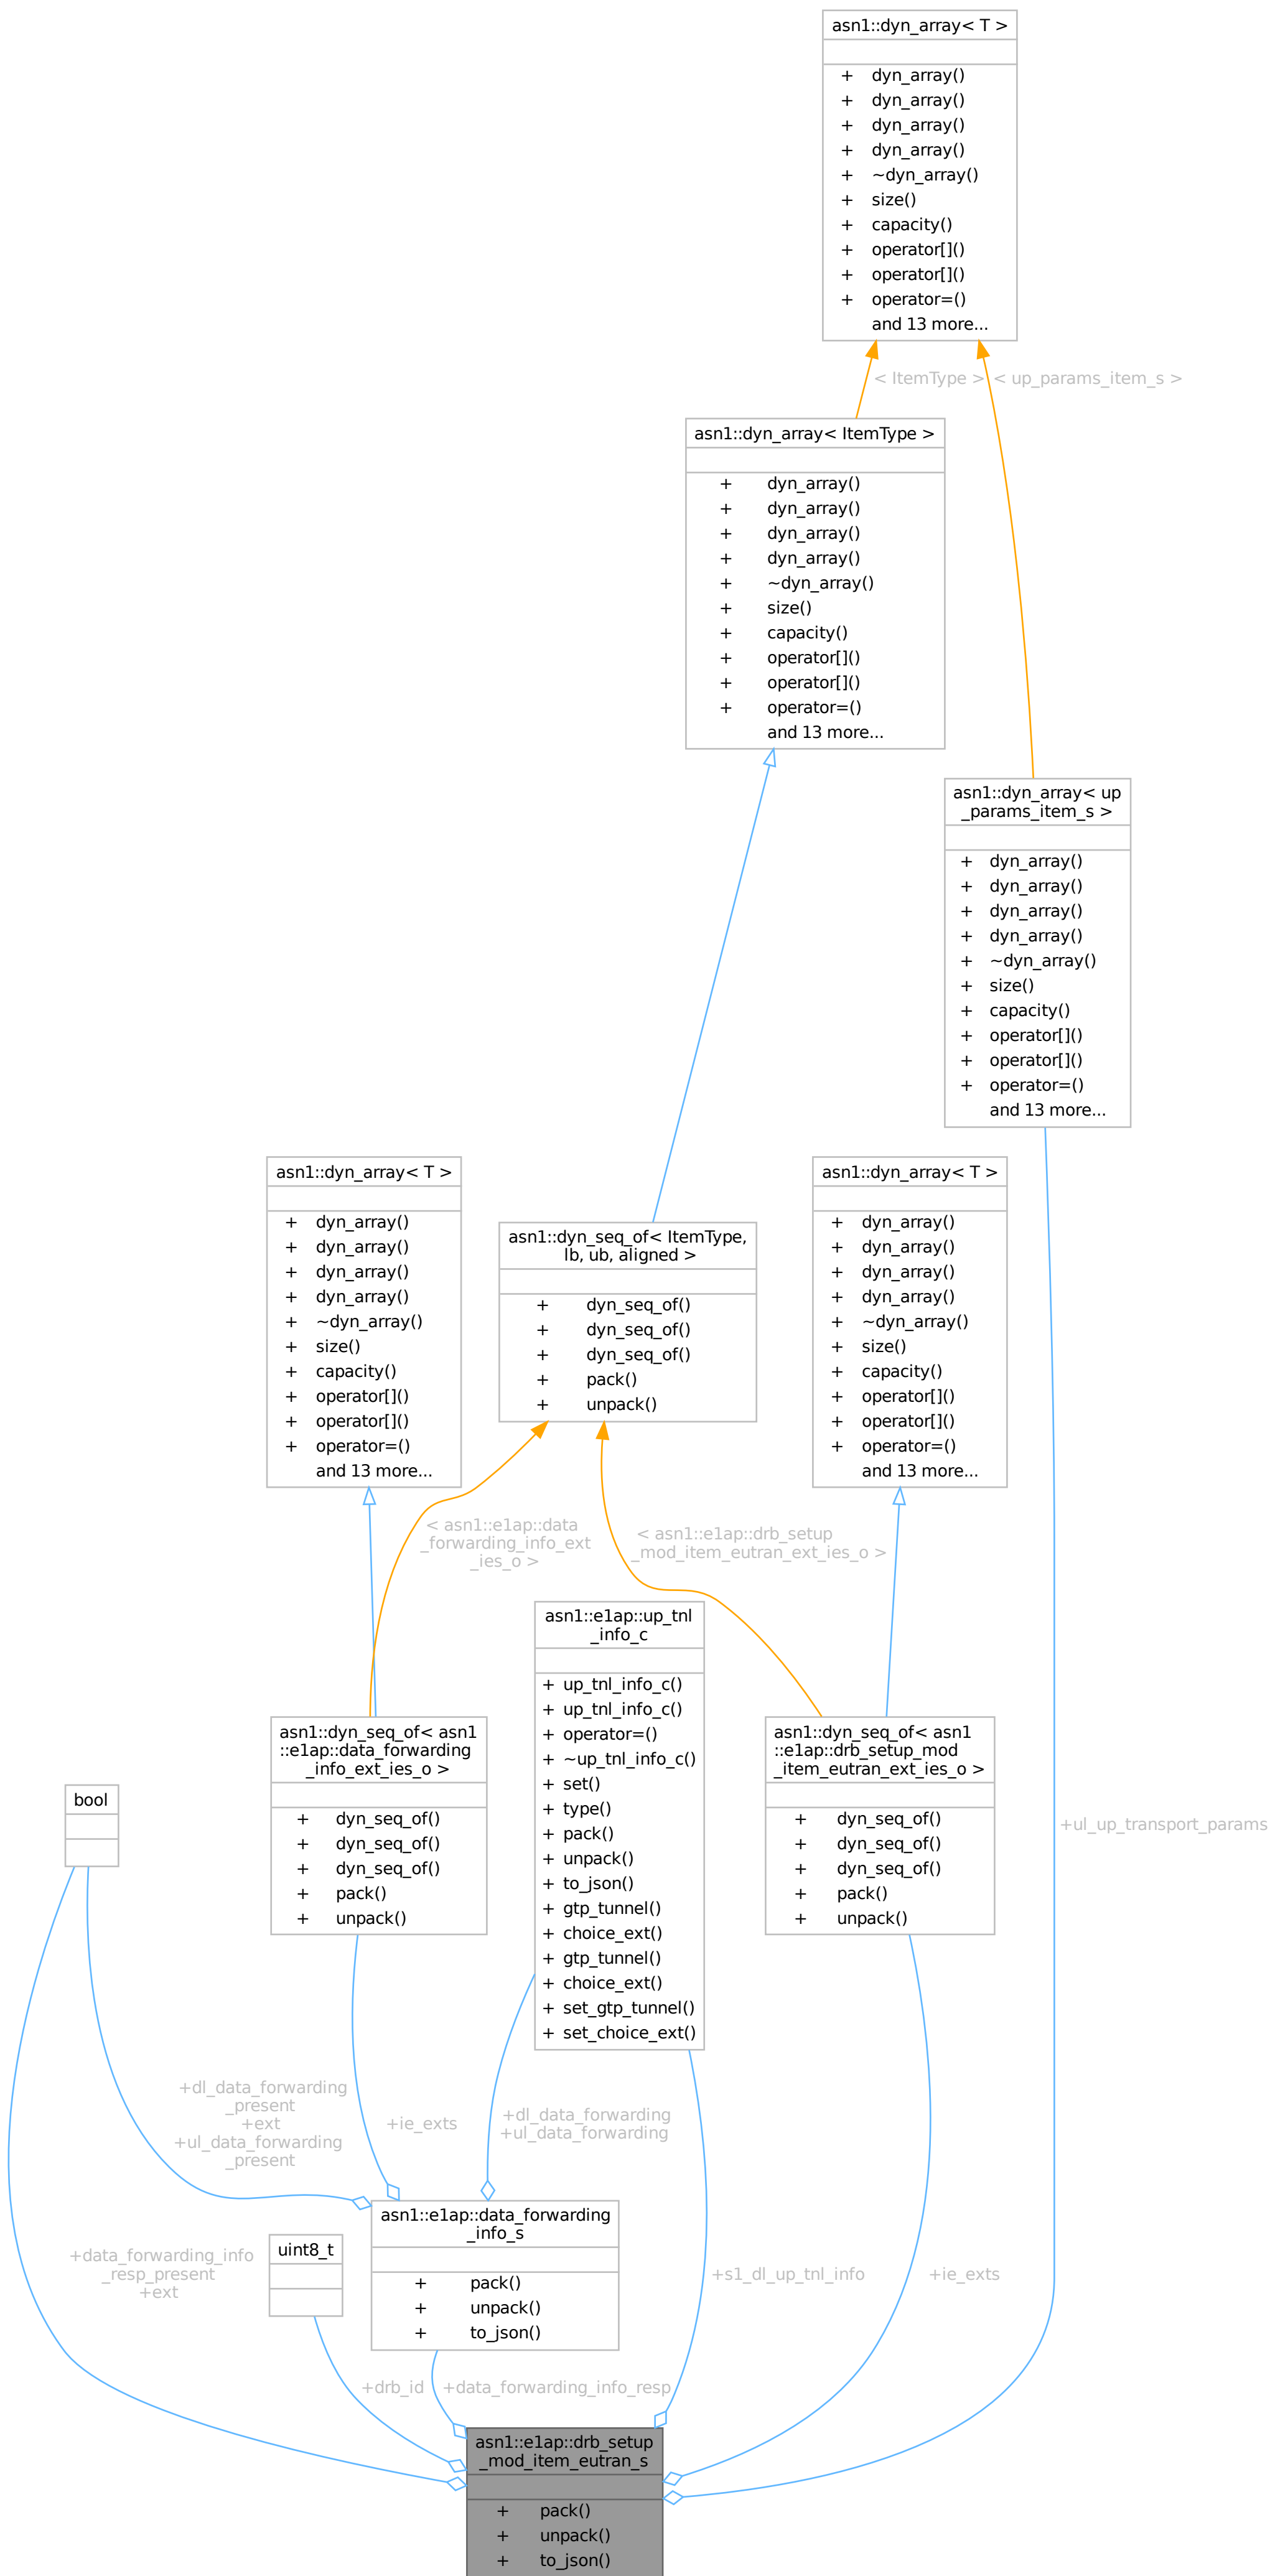 asn1::dyn_array< T >
+ dyn_array()
+ dyn_array()
+ dyn_array()
+ dyn_array()
+ ~dyn_array()
+ size()
+ capacity()
+ operator[]()
+ operator[]()
+ operator=()
and 13 more...
< ItemType >
< up_params_item_s >
asn1::dyn_array< ItemType >
+ dyn_array()
+ dyn_array()
+ dyn_array()
+ dyn_array()
+ ~dyn_array()
+ size()
+ capacity()
+ operator[]()
+ operator[]()
+ operator=()
and 13 more...
asn1::dyn_array< up
_params_item_s >
+ dyn_array()
+ dyn_array()
+ dyn_array()
+ dyn_array()
+ ~dyn_array()
+ size()
+ capacity()
+ operator[]()
+ operator[]()
+ operator=()
and 13 more...
asn1::dyn_array< T >
+ dyn_array()
+ dyn_array()
+ dyn_array()
+ dyn_array()
+ ~dyn_array()
+ size()
+ capacity()
+ operator[]()
+ operator[]()
+ operator=()
and 13 more...
asn1::dyn_seq_of< ItemType,
lb, ub, aligned >
+ dyn_seq_of()
+ dyn_seq_of()
+ dyn_seq_of()
+ pack()
+ unpack()
asn1::dyn_array< T >
+ dyn_array()
+ dyn_array()
+ dyn_array()
+ dyn_array()
+ ~dyn_array()
+ size()
+ capacity()
+ operator[]()
+ operator[]()
+ operator=()
and 13 more...
< asn1::e1ap::data
_forwarding_info_ext
_ies_o >
< asn1::e1ap::drb_setup
_mod_item_eutran_ext_ies_o >
asn1::e1ap::up_tnl
_info_c
+ up_tnl_info_c()
+ up_tnl_info_c()
+ operator=()
+ ~up_tnl_info_c()
+ set()
+ type()
+ pack()
+ unpack()
+ to_json()
+ gtp_tunnel()
+ choice_ext()
+ gtp_tunnel()
+ choice_ext()
+ set_gtp_tunnel()
+ set_choice_ext()
asn1::dyn_seq_of< asn1
::e1ap::data_forwarding
_info_ext_ies_o >
+ dyn_seq_of()
+ dyn_seq_of()
+ dyn_seq_of()
+ pack()
+ unpack()
asn1::dyn_seq_of< asn1
::e1ap::drb_setup_mod
_item_eutran_ext_ies_o >
+ dyn_seq_of()
+ dyn_seq_of()
+ dyn_seq_of()
+ pack()
+ unpack()
bool
+ul_up_transport_params
+dl_data_forwarding
_present
+ext
+ul_data_forwarding
_present
+ie_exts
+dl_data_forwarding
+ul_data_forwarding
asn1::e1ap::data_forwarding
_info_s
+ pack()
+ unpack()
+ to_json()
uint8_t
+data_forwarding_info
_resp_present
+ext
+s1_dl_up_tnl_info
+ie_exts
+drb_id
+data_forwarding_info_resp
asn1::e1ap::drb_setup
_mod_item_eutran_s
+ pack()
+ unpack()
+ to_json()